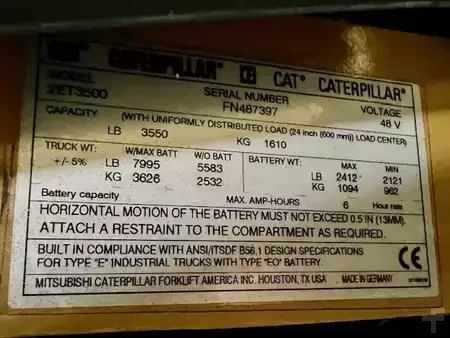 CAT CATERPILLAR CE CAT® CATERPILLAR®
MODEL SERIAL NUMBER VOLTAGE
2ET3500 FN487397 48 V
CAPACITY (WITH UNIFORMLY DISTRIBUTED LOAD (24 inch (600 mm)) LOAD CENTER)
LB 3550 KG 1610
TRUCK WT: W/MAX BATT W/O BATT BATTERY WT: MAX MIN
+/- 5% LB 7995 5583 LB 2412 2121
KG 3626 2532 KG 1094 962
Battery capacity MAX. AMP-HOURS 6 Hour rate
HORIZONTAL MOTION OF THE BATTERY MUST NOT EXCEED 0.5 IN (13MM).
ATTACH A RESTRAINT TO THE COMPARTMENT AS REQUIRED.
BUILT IN COMPLIANCE WITH ANSI/ITSDF B56.1 DESIGN SPECIFICATIONS
FOR TYPE "E" INDUSTRIAL TRUCKS WITH TYPE "EO" BATTERY
CE
MITSUBISHI CATERPILLAR FORKLIFT AMERICA INC. HOUSTON, TX USA MADE IN GERMANY